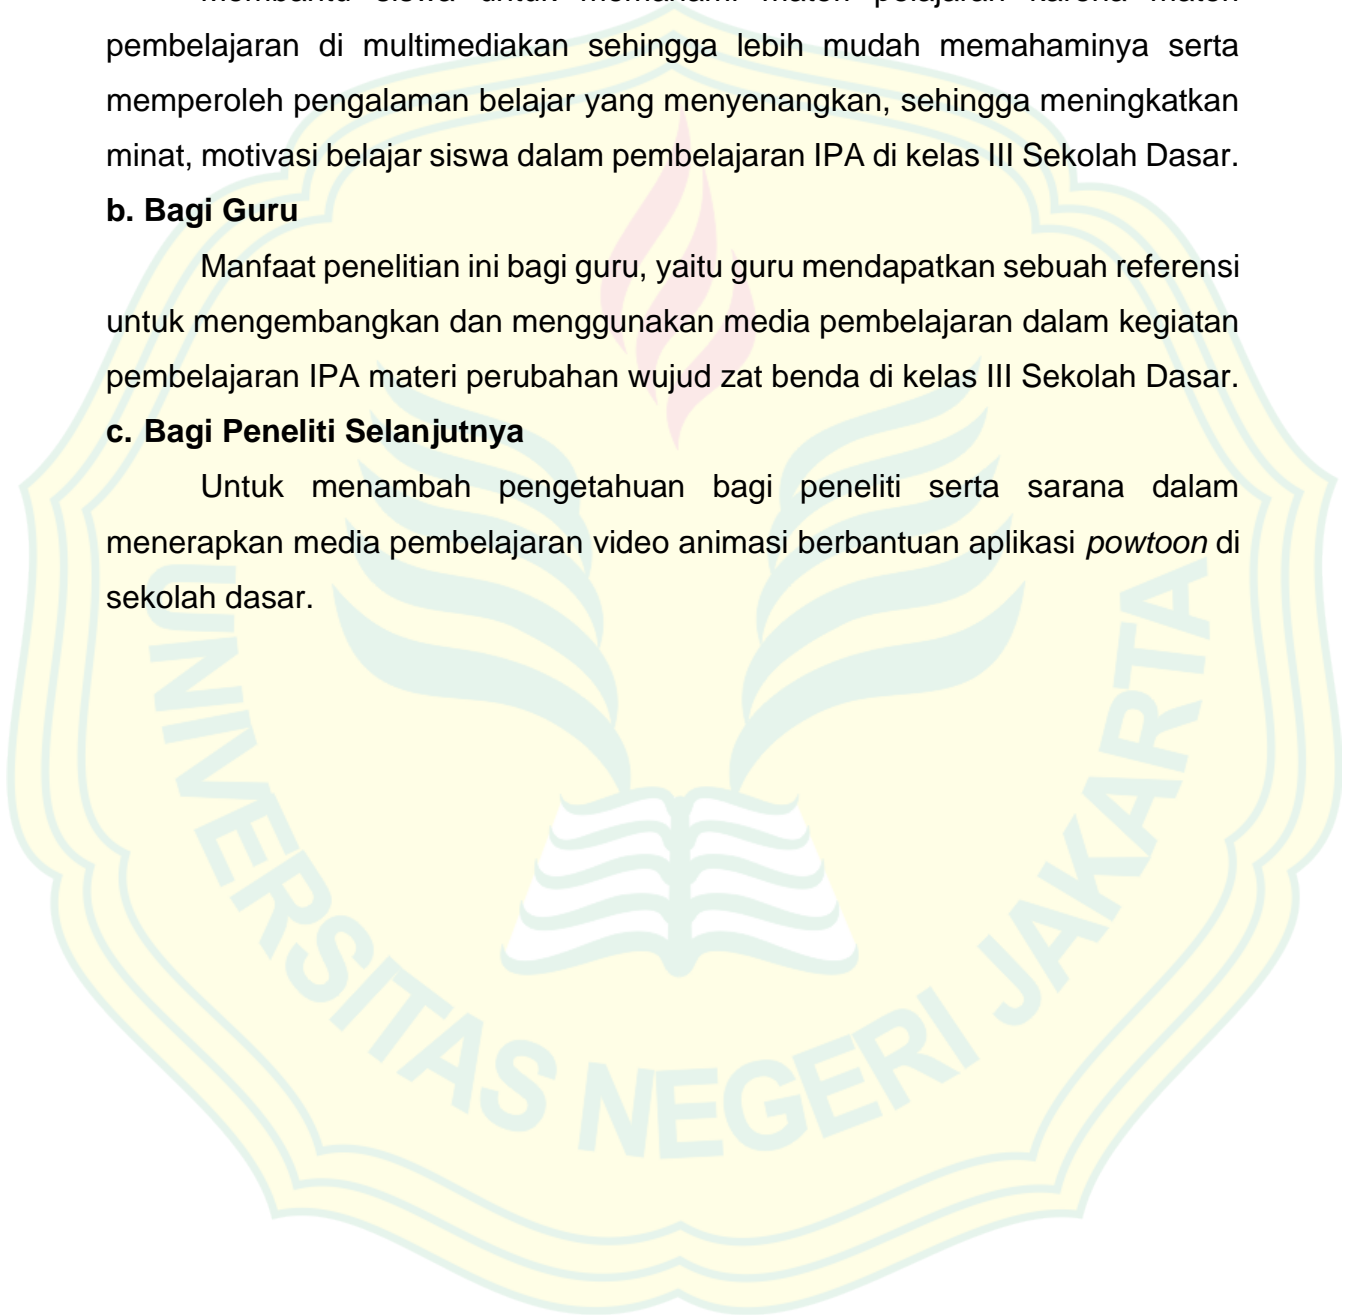 pembelajaran di multimediakan sehingga lebih mudah memahaminya serta
memperoleh pengalaman belajar yang menyenangkan, sehingga meningkatkan
minat, motivasi belajar siswa dalam pembelajaran IPA di kelas III Sekolah Dasar.
b. Bagi Guru
Manfaat penelitian ini bagi guru, yaitu guru mendapatkan sebuah referensi
untuk mengembangkan dan menggunakan media pembelajaran dalam kegiatan
pembelajaran IPA materi perubahan wujud zat benda di kelas III Sekolah Dasar.
c. Bagi Peneliti Selanjutnya
Untuk menambah pengetahuan bagi peneliti serta sarana dalam
menerapkan media pembelajaran video animasi berbantuan aplikasi powtoon di
sekolah dasar.
UNIVERSITAS NEGERI JAKARTA